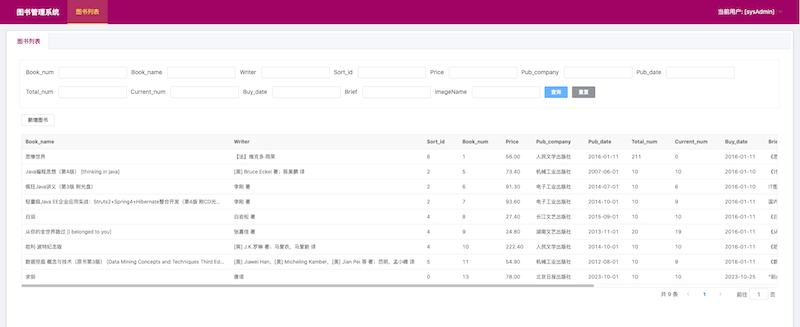 图书管理系统 图书列表 当前用户: (sysAdmin)
图书列表
Book_num Book_name Writer Sort_id Price Pub_company Pub_date
Total_num Current_num Buy_date Brief ImageName 查询 重置
新增图书
Book_name Writer Sort_id Book_num Price Pub_company Pub_date Total_num Current_num Buy_date Brie
悲惨世界 【法】维克多·雨果 6 1 56.00 人民文学出版社 2016-01-11 211 0 2016-01-11
Java编程思想（第4版） [thinking in java] [美] Bruce Eckel 著；陈昊鹏 译 2 5 73.40 机械工业出版社 2007-06-01 10 10 2016-01-10
疯狂Java讲义（第3版 附光盘） 李刚 著 2 6 91.30 电子工业出版社 2014-07-01 10 6 2016-01-10
轻量级Java EE企业应用实战：Struts2+Spring4+Hibernate整合开发（第4版 附CD光... 李刚 著 2 7 93.60 电子工业出版社 2014-10-01 10 9 2016-01-11 国内
白说 白岩松 著 4 8 27.40 长江文艺出版社 2015-09-01 10 10 2016-01-11
从你的全世界路过 [I belonged to you] 张嘉佳 著 4 9 24.80 湖南文艺出版社 2013-11-01 20 19 2016-01-11
哈利·波特纪念版 [英] J.K.罗琳 著；马爱农，马爱新 译 4 10 222.40 人民文学出版社 2014-10-01 10 10 2016-01-11
数据挖掘 概念与技术（原书第3版） [Data Mining Concepts and Techniques Third Ed... [美] Jiawei Han，[美] Micheling Kamber，[美] Jian Pei 等 著；范明，孟小峰 译 5 11 54.90 机械工业出版社 2012-08-01 10 9 2016-01-11
求剑 唐诺 0 13 78.00 北京日报出版社 2023-10-01 10 10 2023-10-25
共 9 条 1 前往 1 页